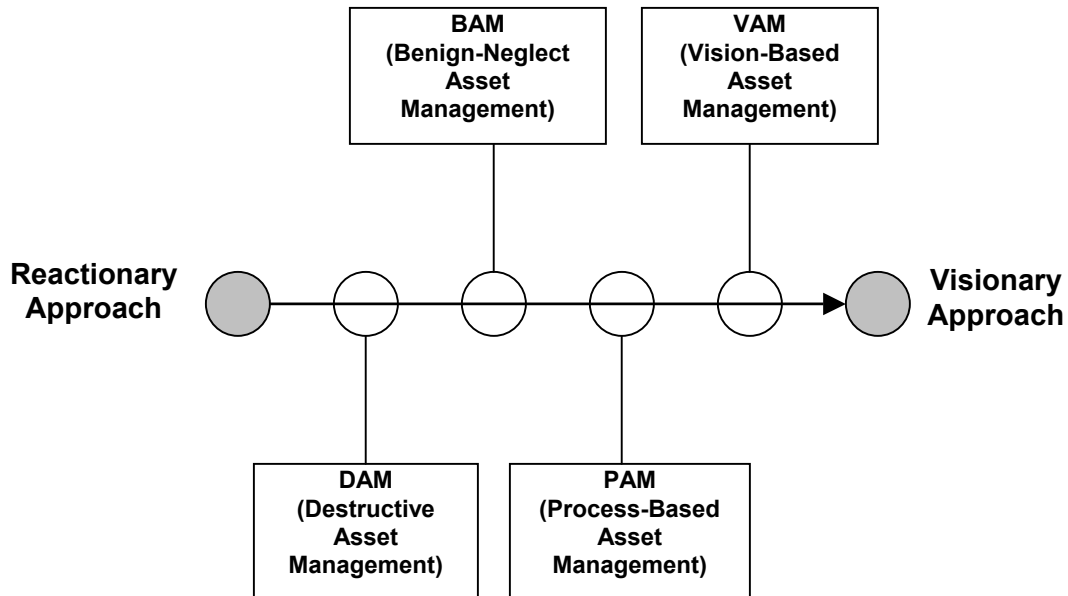 BAM
(Benign-Neglect
Asset
Management)
VAM
(Vision-Based
Asset
Management)
Reactionary
Approach
Visionary
Approach
DAM
(Destructive
Asset
Management)
PAM
(Process-Based
Asset
Management)